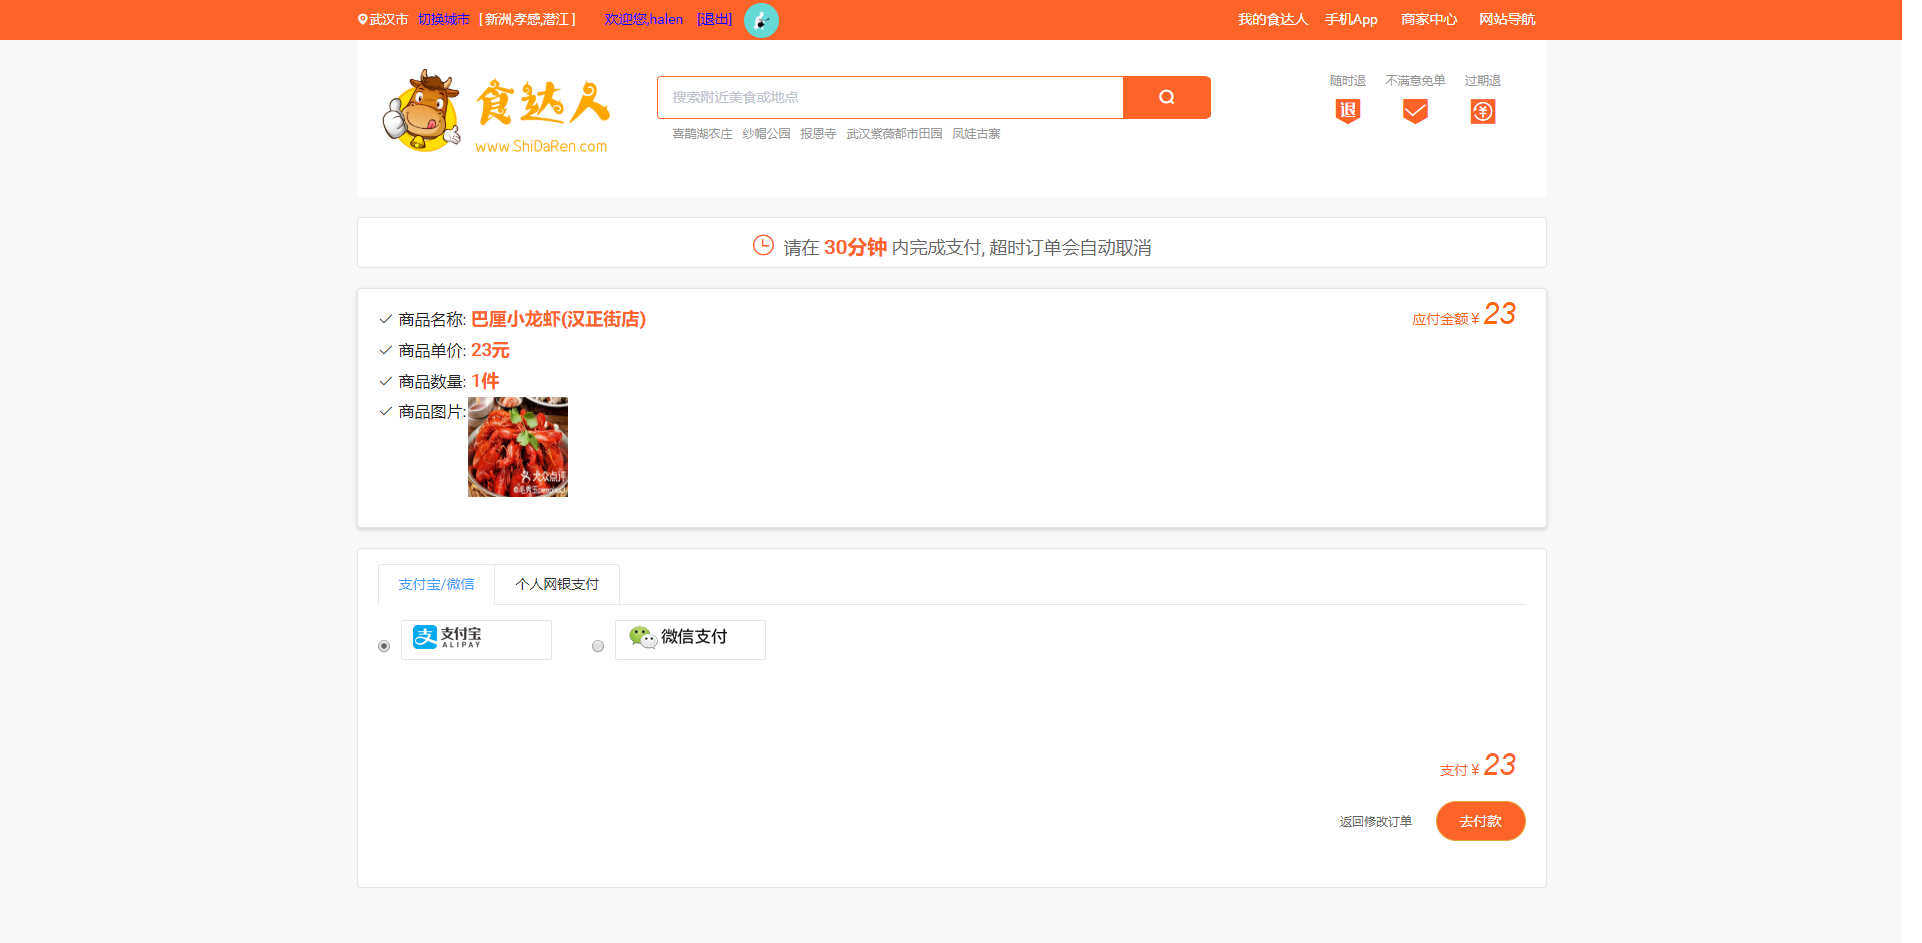 武汉市 切换城市 [ 新洲,孝感,潜江 ] 欢迎您,halen [退出] 我的食达人 手机App 商家中心 网站导航
食达人
www.ShiDaRen.com
搜索附近美食或地点
喜鹊湖农庄 纱帽公园 报恩寺 武汉紫薇都市田园 凤娃古寨
随时退 不满意免单 过期退
退
请在 30分钟 内完成支付, 超时订单会自动取消
商品名称: 巴厘小龙虾(汉正街店)
应付金额 ¥ 23
商品单价: 23元
商品数量: 1件
商品图片:
大众点评
支付宝/微信 个人网银支付
支付宝
ALIPAY
微信支付
支付 ¥ 23
返回修改订单 去付款